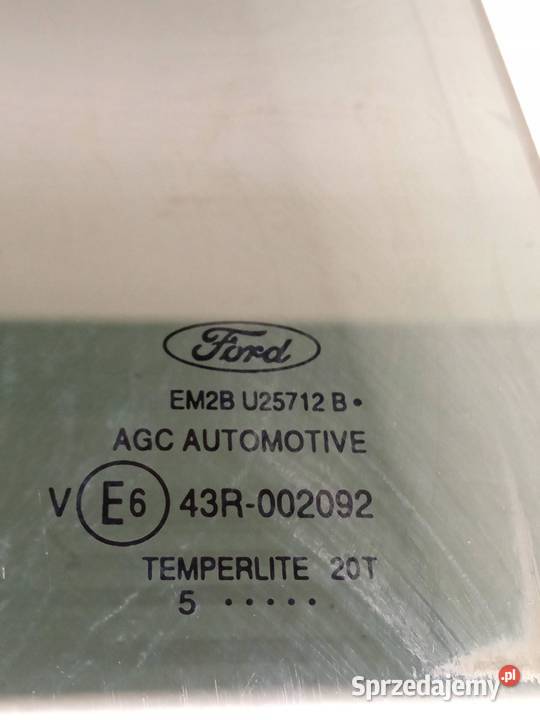 Ford
EM2B U25712 B •
AGC AUTOMOTIVE
V E6 43R-002092
TEMPERLITE 20T
5 • • • • •
Sprzedajemy.pl